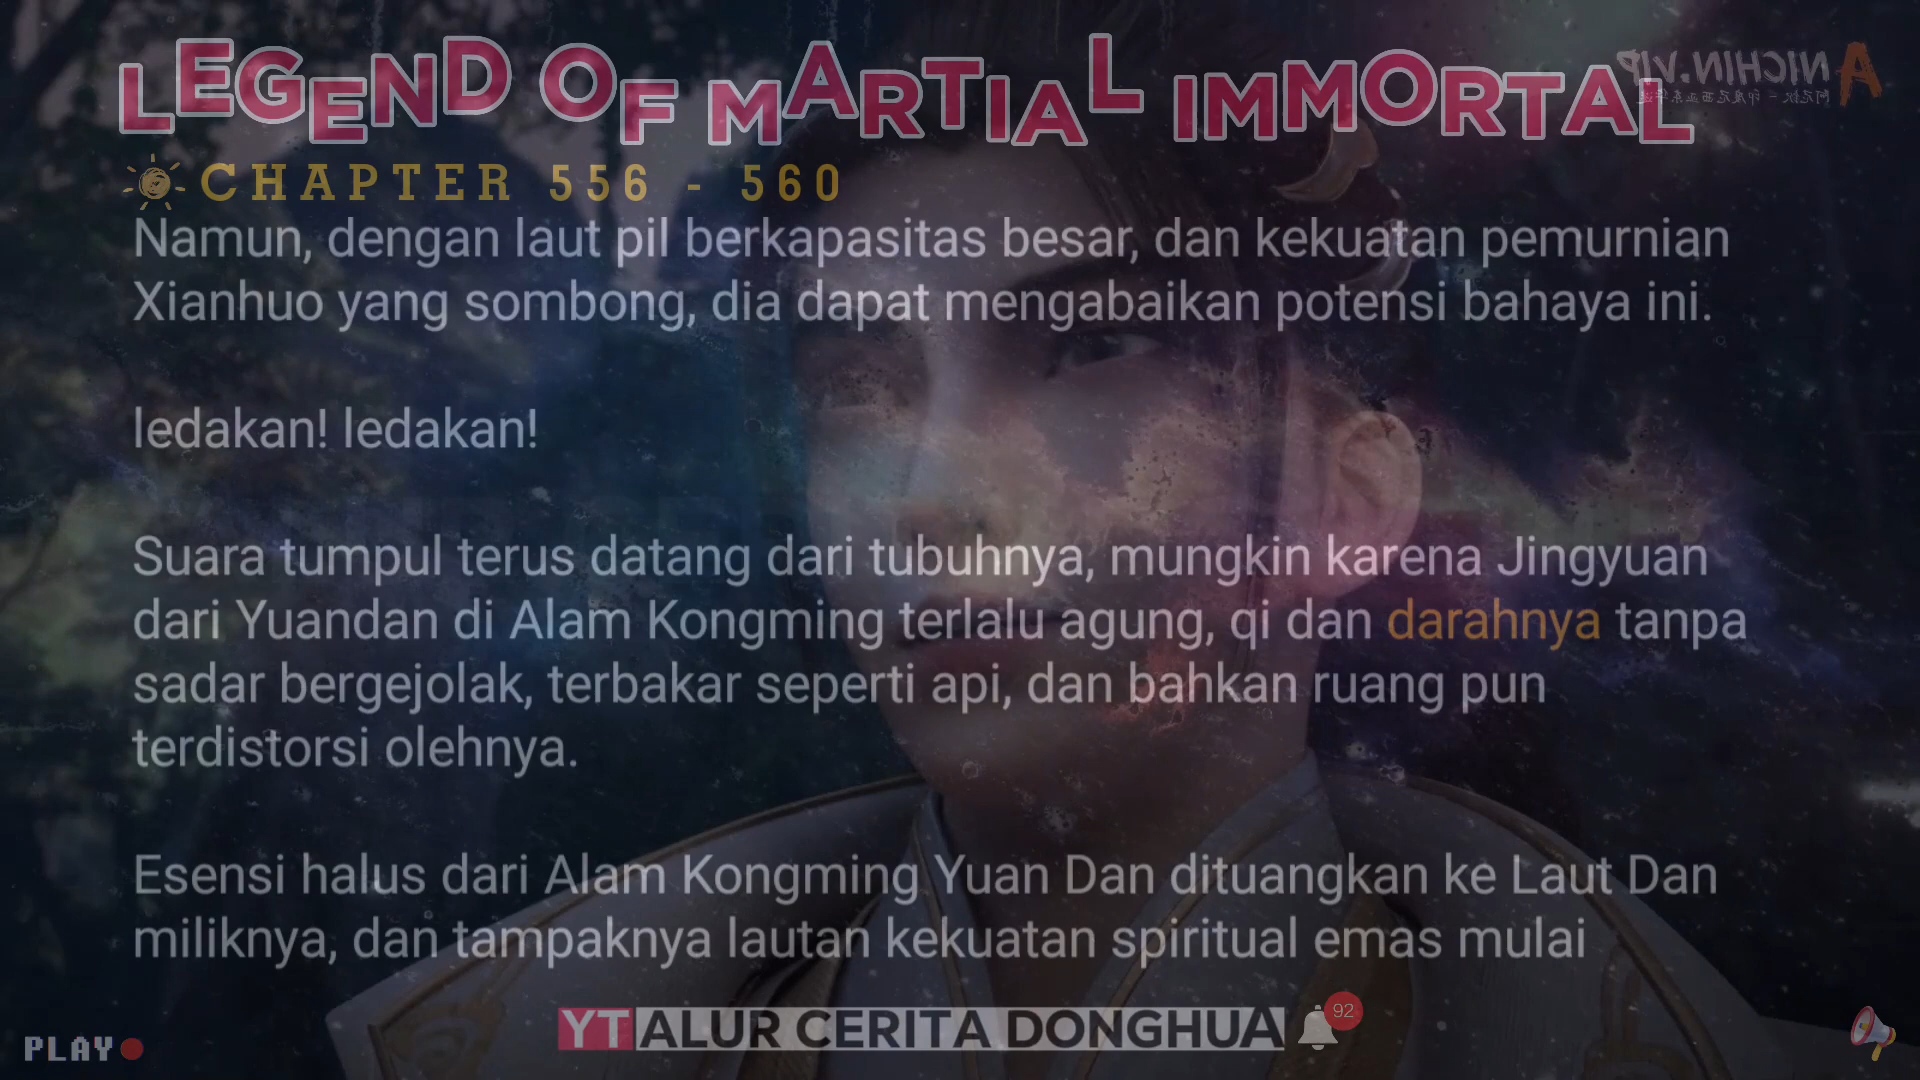 LEGEND OF MARTIAL IMMORTAL
NICHIN.VIP
CHAPTER 556 - 560
Namun, dengan laut pil berkapasitas besar, dan kekuatan pemurnian
Xianhuo yang sombong, dia dapat mengabaikan potensi bahaya ini.
ledakan! ledakan!
Suara tumpul terus datang dari tubuhnya, mungkin karena Jingyuan
dari Yuandan di Alam Kongming terlalu agung, qi dan darahnya tanpa
sadar bergejolak, terbakar seperti api, dan bahkan ruang pun
terdistorsi olehnya.
Esensi halus dari Alam Kongming Yuan Dan dituangkan ke Laut Dan
miliknya, dan tampaknya lautan kekuatan spiritual emas mulai
YT ALUR CERITA DONGHUA
92
PLAY